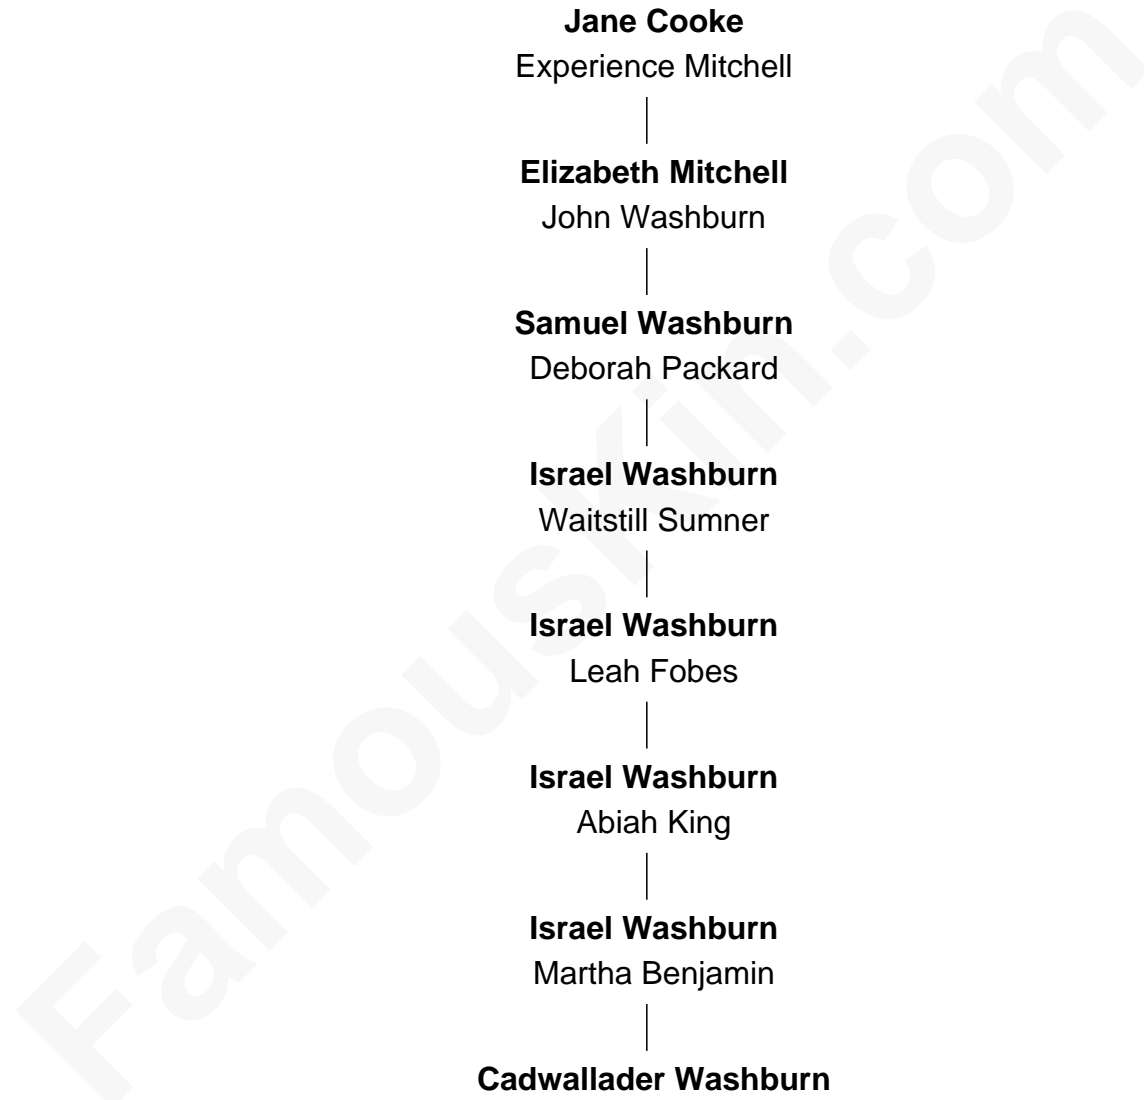 Jane Cooke
Experience Mitchell
Elizabeth Mitchell
John Washburn
Samuel Washburn
Deborah Packard
Israel Washburn
Waitstill Sumner
Israel Washburn
Leah Fobes
Israel Washburn
Abiah King
Israel Washburn
Martha Benjamin
Cadwallader Washburn
FamousKin.com